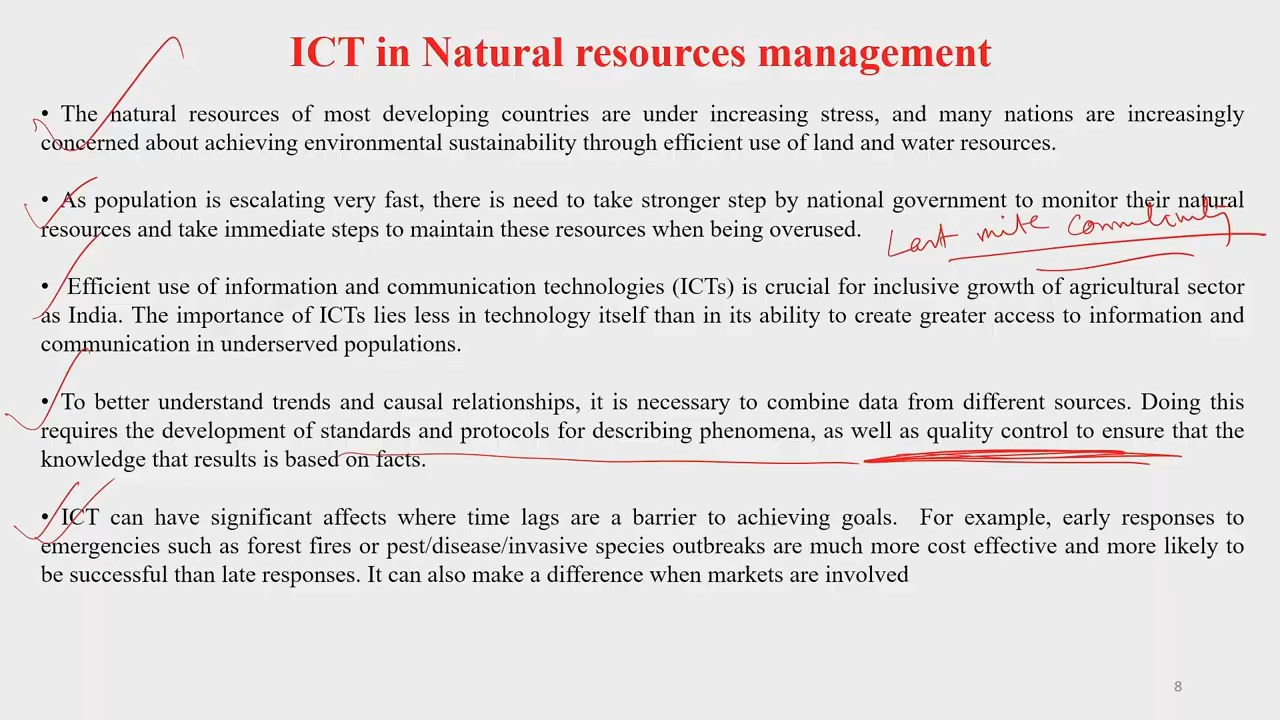 ICT in Natural resources management
• The natural resources of most developing countries are under increasing stress, and many nations are increasingly
concerned about achieving environmental sustainability through efficient use of land and water resources.
• As population is escalating very fast, there is need to take stronger step by national government to monitor their natural
resources and take immediate steps to maintain these resources when being overused.
Last mile
• Efficient use of information and communication technologies (ICTs) is crucial for inclusive growth of agricultural sector
as India. The importance of ICTs lies less in technology itself than in its ability to create greater access to information and
communication in underserved populations.
• To better understand trends and causal relationships, it is necessary to combine data from different sources. Doing this
requires the development of standards and protocols for describing phenomena, as well as quality control to ensure that the
knowledge that results is based on facts.
• ICT can have significant affects where time lags are a barrier to achieving goals. For example, early responses to
emergencies such as forest fires or pest/disease/invasive species outbreaks are much more cost effective and more likely to
be successful than late responses. It can also make a difference when markets are involved
8